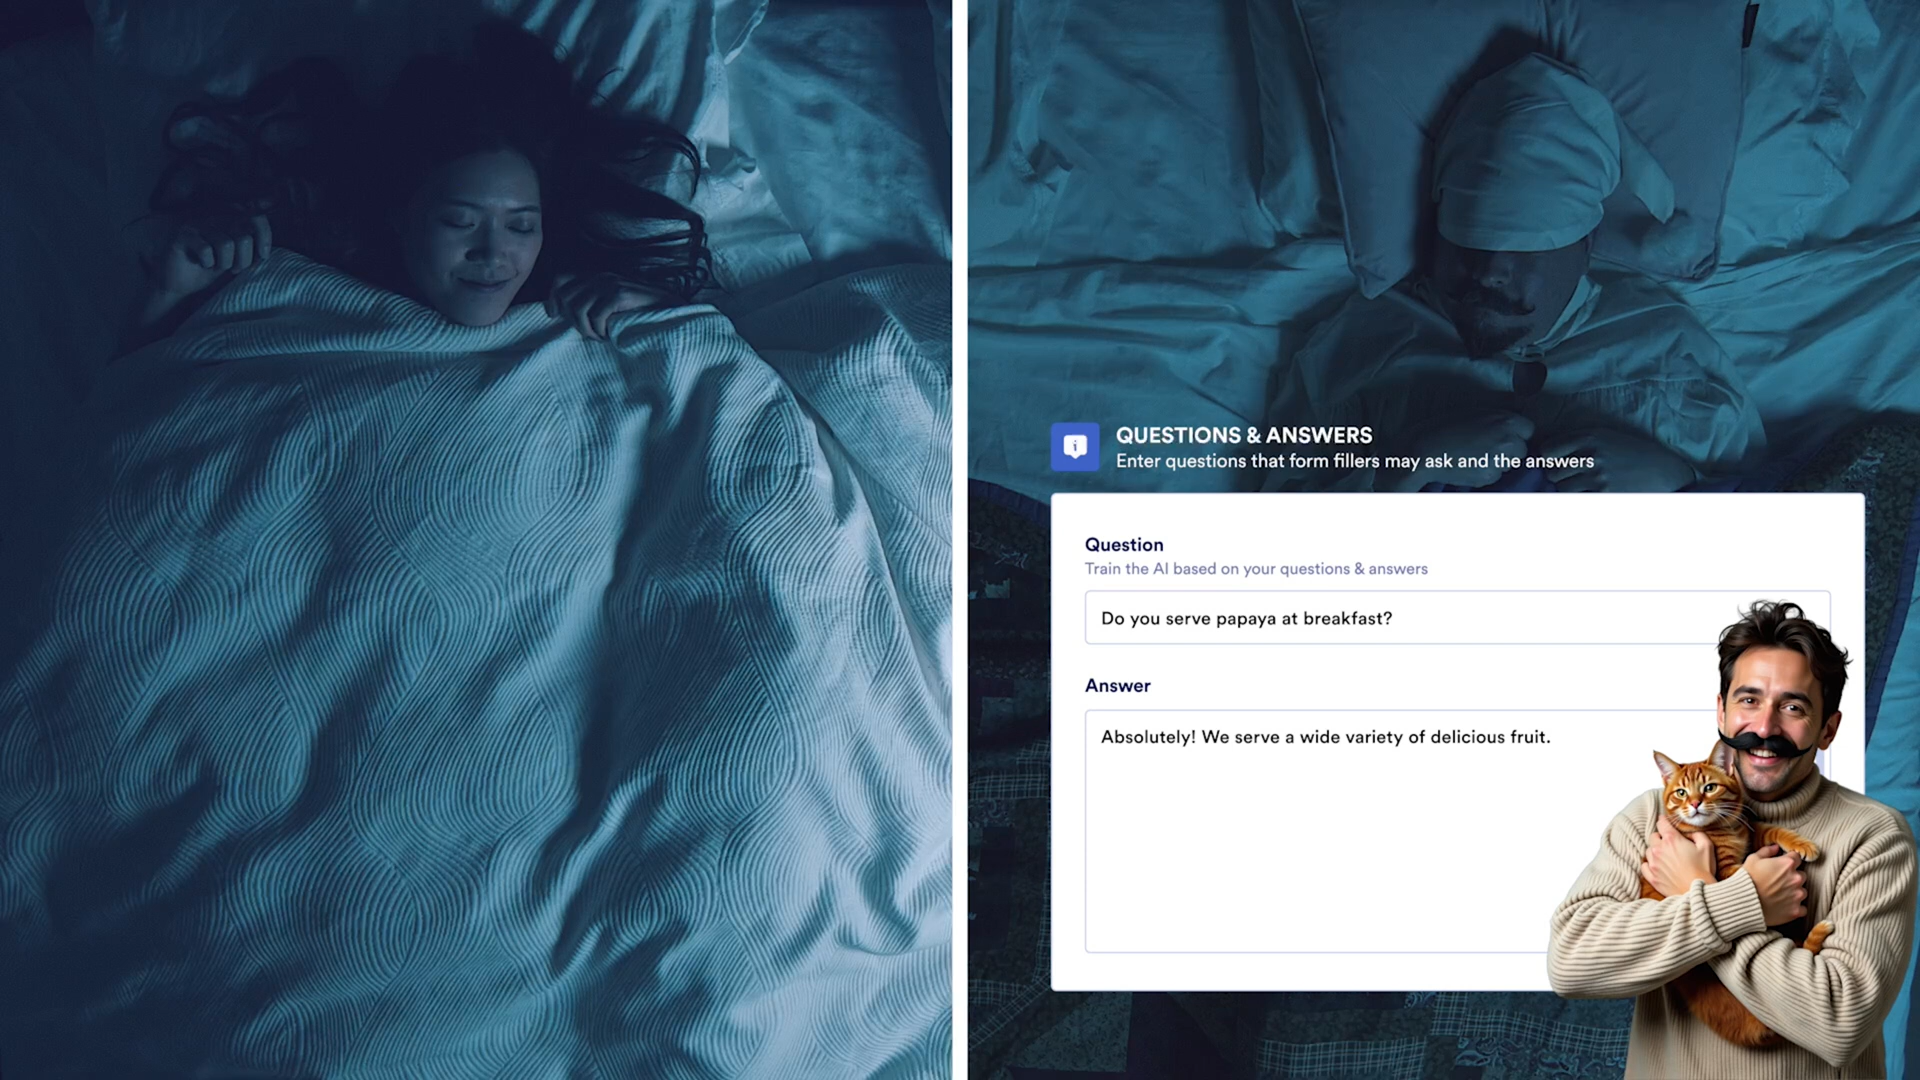 QUESTIONS & ANSWERS
Enter questions that form fillers may ask and the answers
Question
Train the AI based on your questions & answers
Do you serve papaya at breakfast?
Answer
Absolutely! We serve a wide variety of delicious fruit.